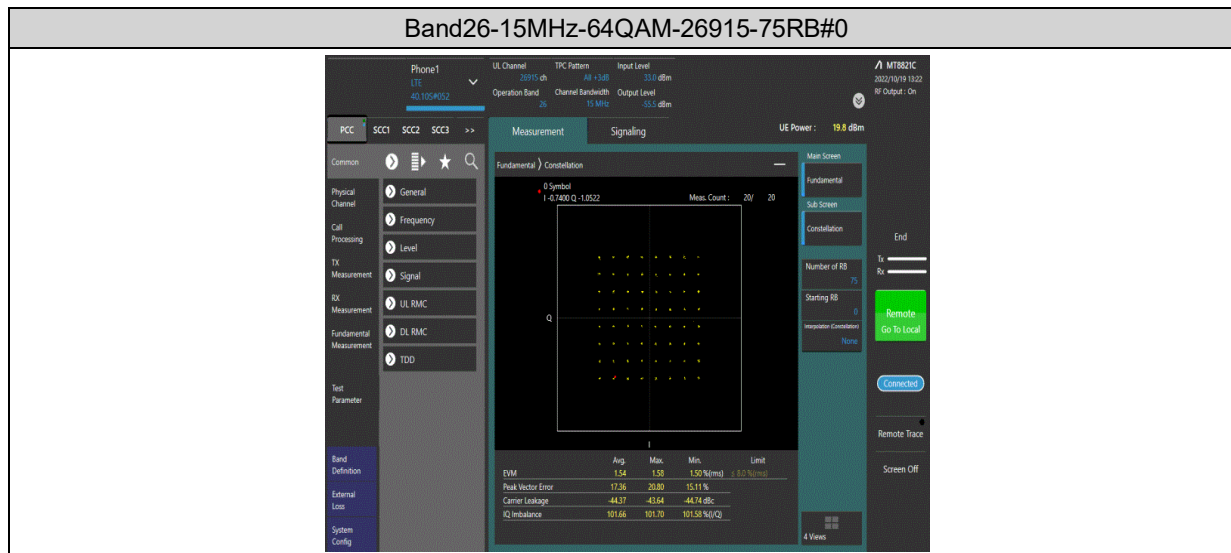 Band26-15MHz-64QAM-26915-75RB#0
Phone1
LTE
40.10S#052
UL Channel TPC Pattern Input Level
26915 ch All +3dB 33.0 dBm
Operation Band Channel Bandwidth Output Level
26 15 MHz -55.5 dBm
MT8821C
2022/10/19 13:22
RF Output : On
PCC SCC1 SCC2 SCC3 >>
Measurement Signaling
UE Power : 19.8 dBm
Common
Physical
Channel
Call
Processing
TX
Measurement
RX
Measurement
Fundamental
Measurement
Test
Parameter
Band
Definition
External
Loss
System
Config
General
Frequency
Level
Signal
UL RMC
DL RMC
TDD
Fundamental 〉 Constellation
0 Symbol
I -0.7400 Q -1.0522 Meas. Count : 20/ 20
Q
I
Avg. Max. Min. Limit
EVM 1.54 1.58 1.50 %(rms) ≤ 8.0 %(rms)
Peak Vector Error 17.36 20.80 15.11 %
Carrier Leakage -44.37 -43.64 -44.74 dBc
IQ Imbalance 101.66 101.70 101.58 %(I/Q)
Main Screen
Fundamental
Sub Screen
Constellation
Number of RB
75
Starting RB
0
Interpolation (Constellation)
None
4 Views
End
Tx
Rx
Remote
Go To Local
Connected
Remote Trace
Screen Off